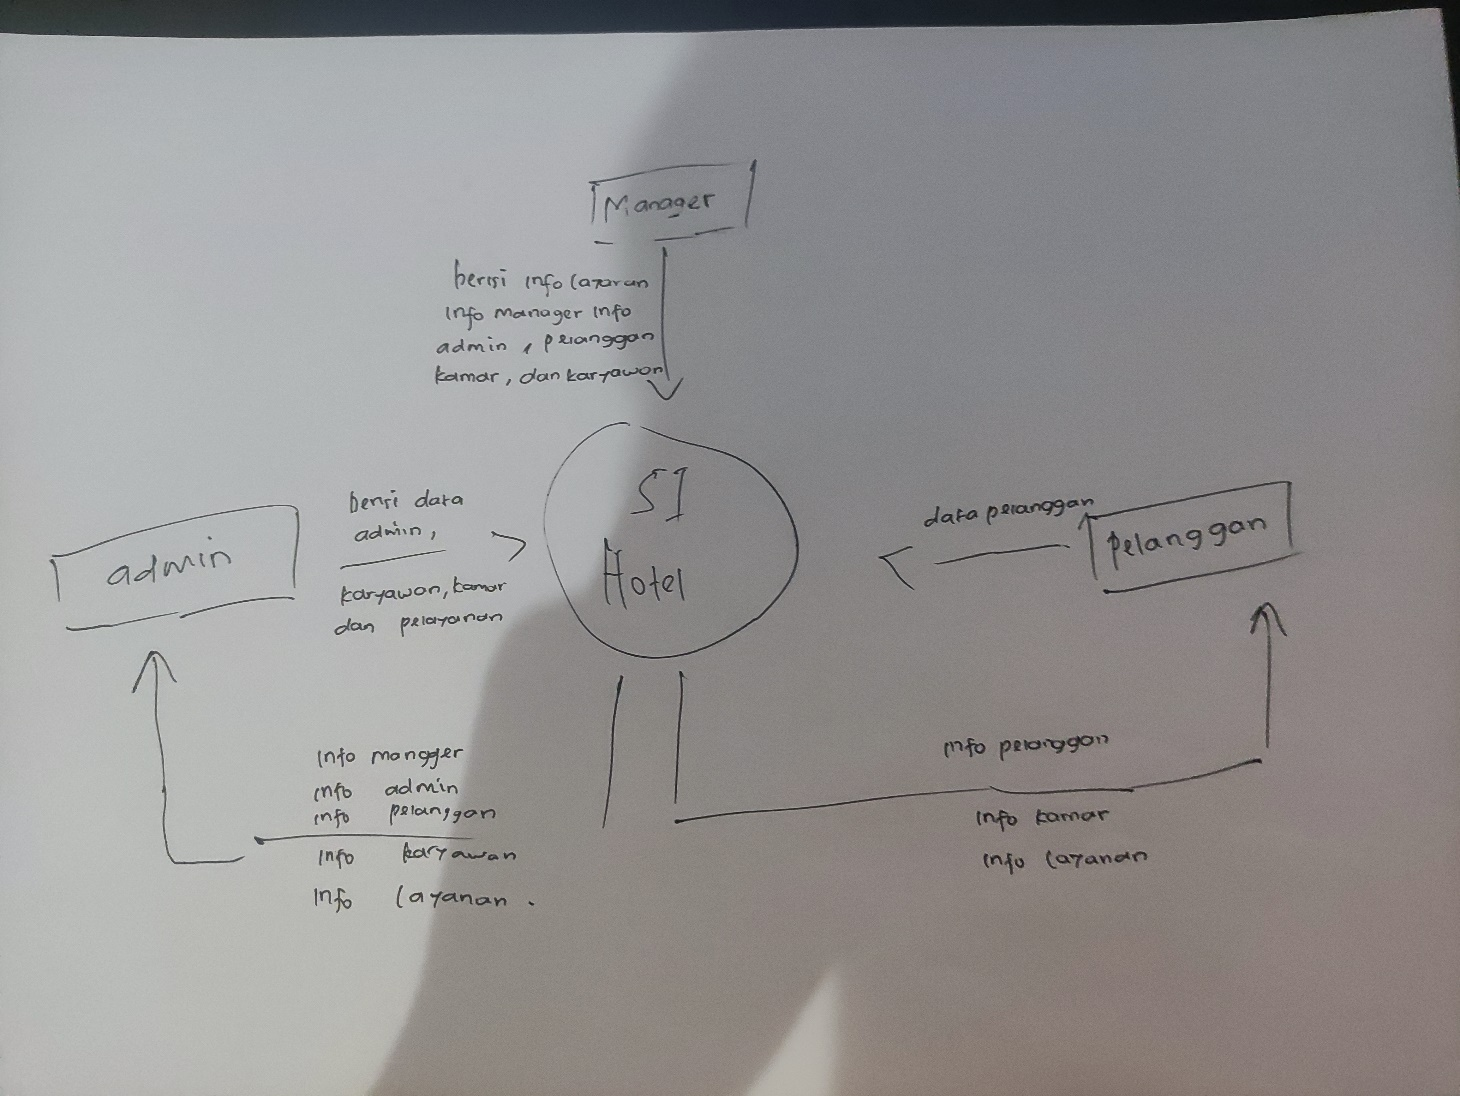 Manager
berisi info layanan
info manager info
admin, pelanggan
kamar, dan karyawan
SI
Hotel
berisi data
admin,
karyawan, kamar
dan pelayanan
admin
data pelanggan
pelanggan
info mangger
info admin
info pelanggan
info karyawan
info layanan.
info pelanggan
info kamar
info layanan